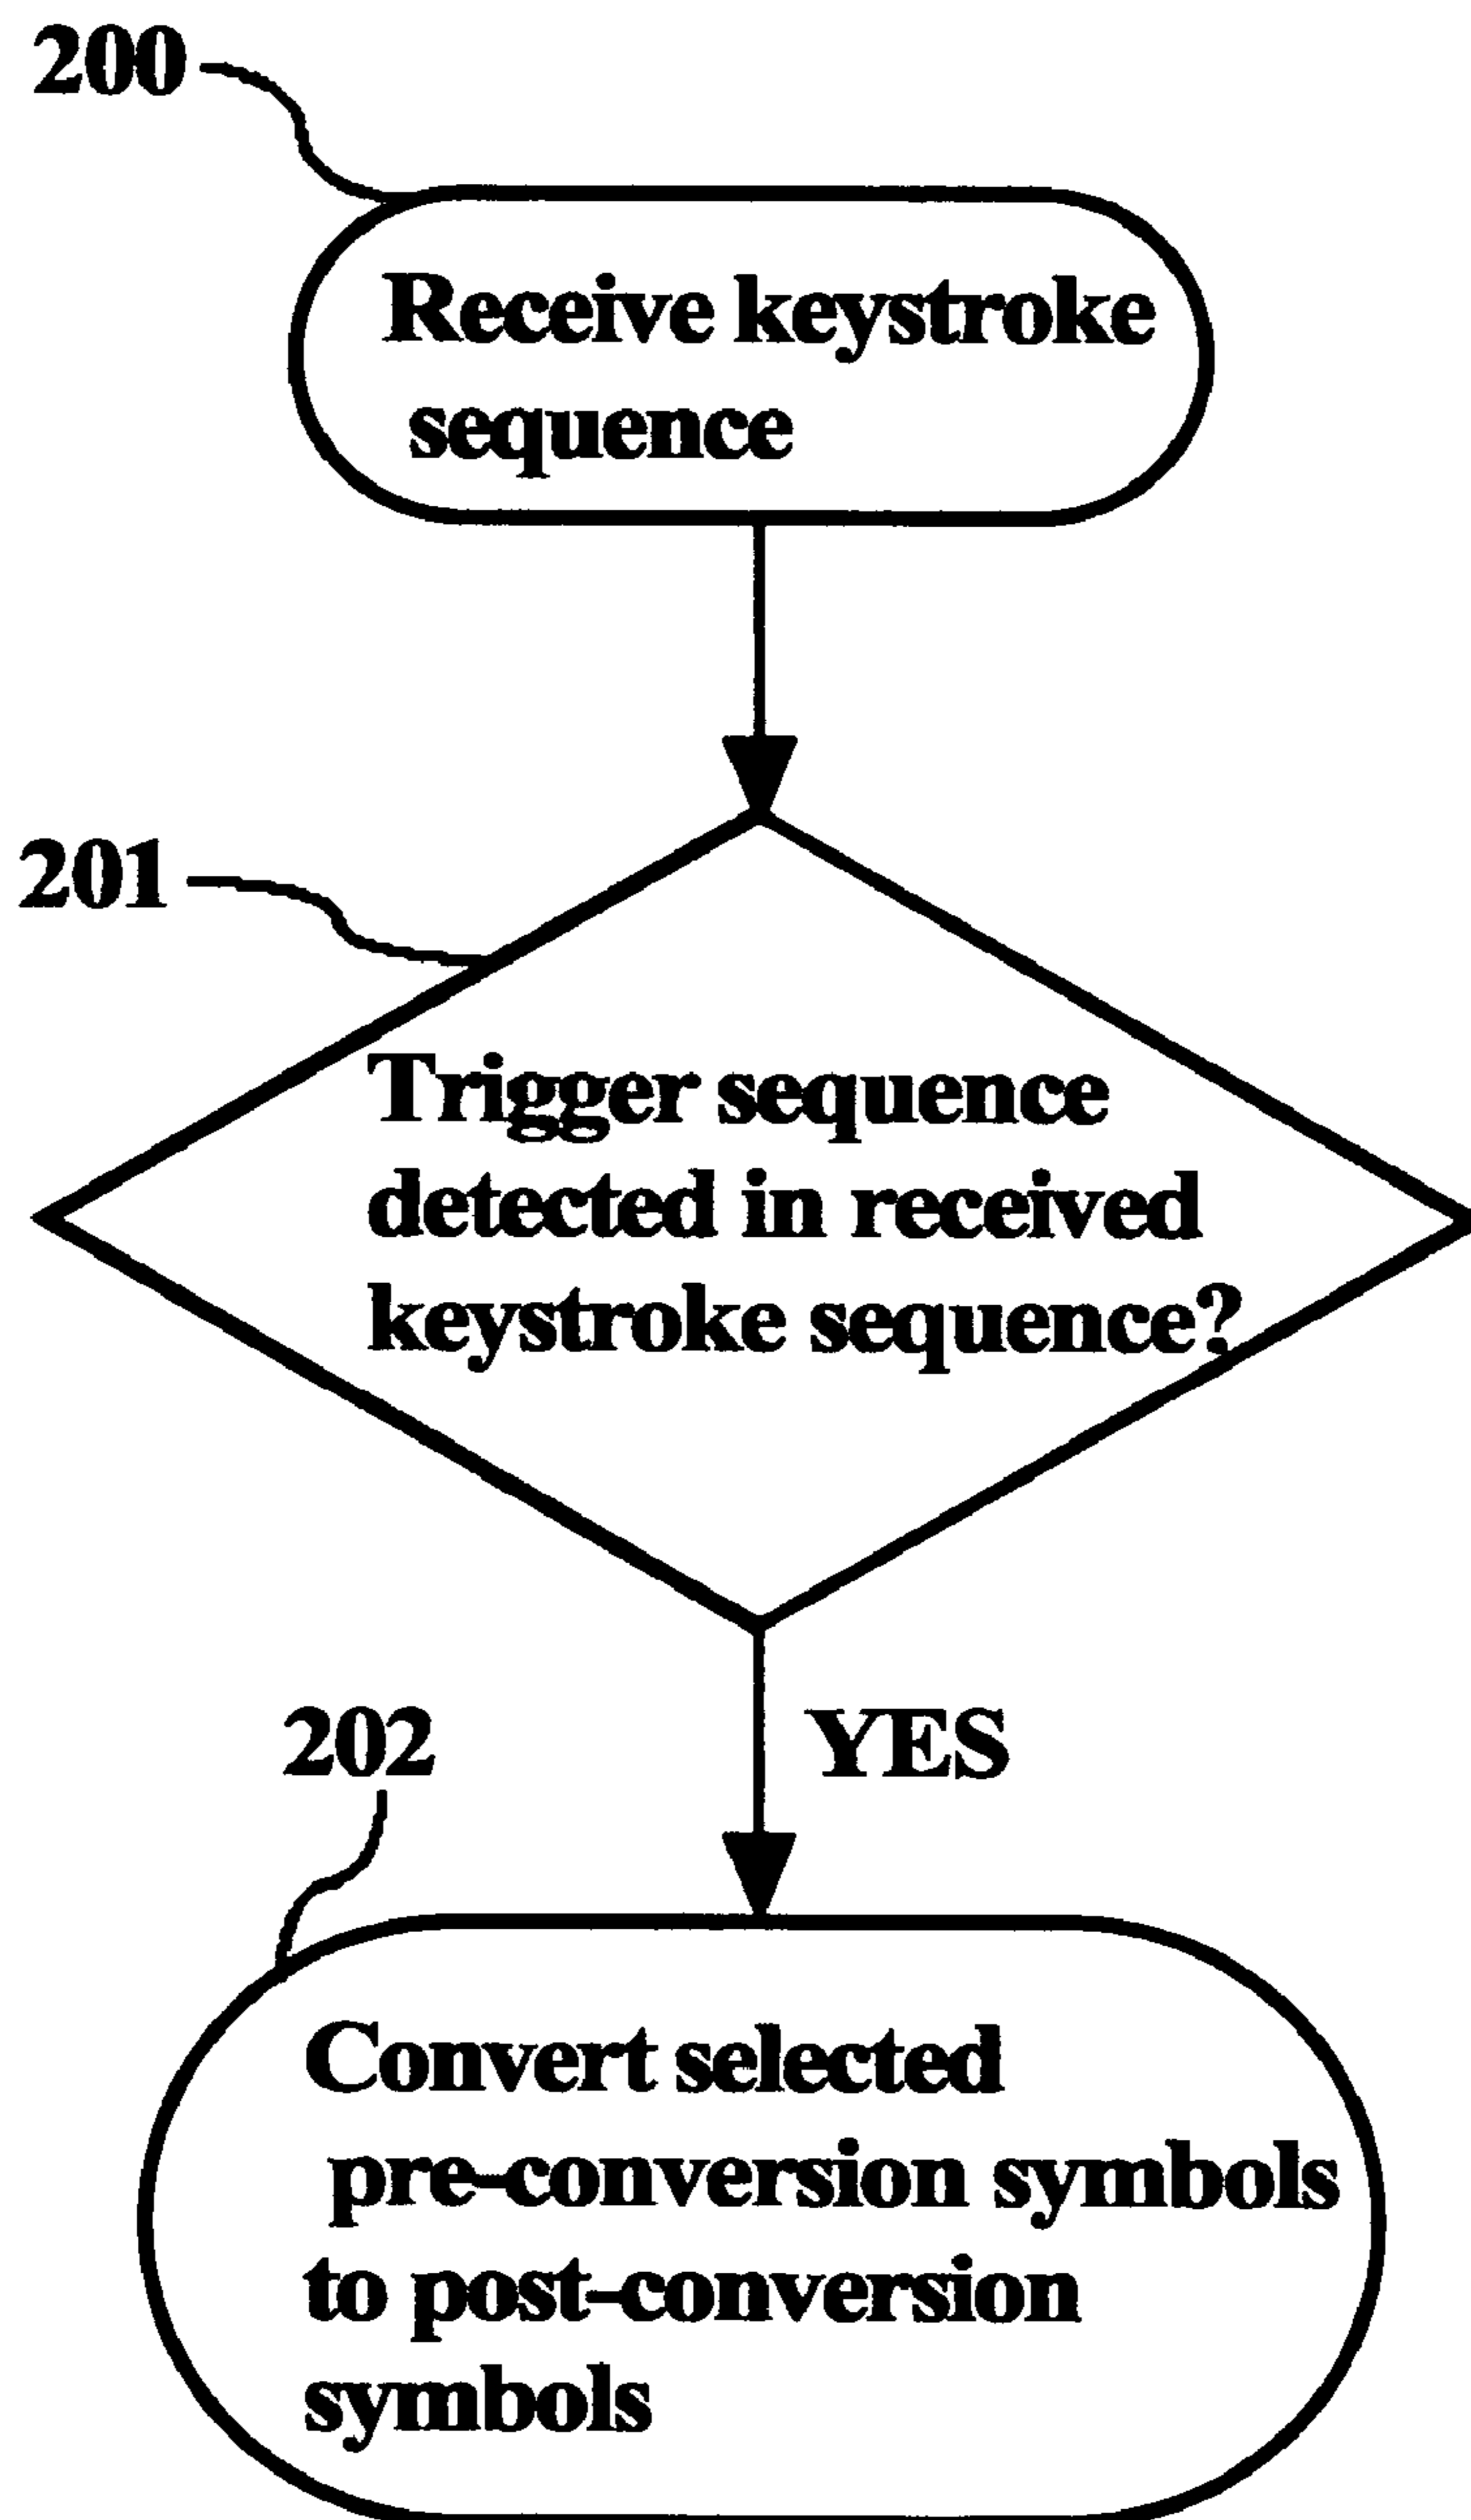 200
Receive keystroke
sequence
201
Trigger sequence
detected in received
keystroke sequence?
202
YES
Convert selected
pre-conversion symbols
to post-conversion
symbols